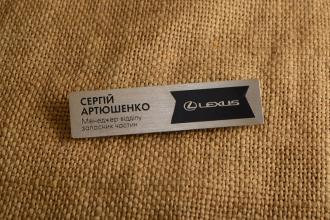 СЕРГІЙ
АРТЮШЕНКО
Менеджер відділу
запасних частин
LEXUS